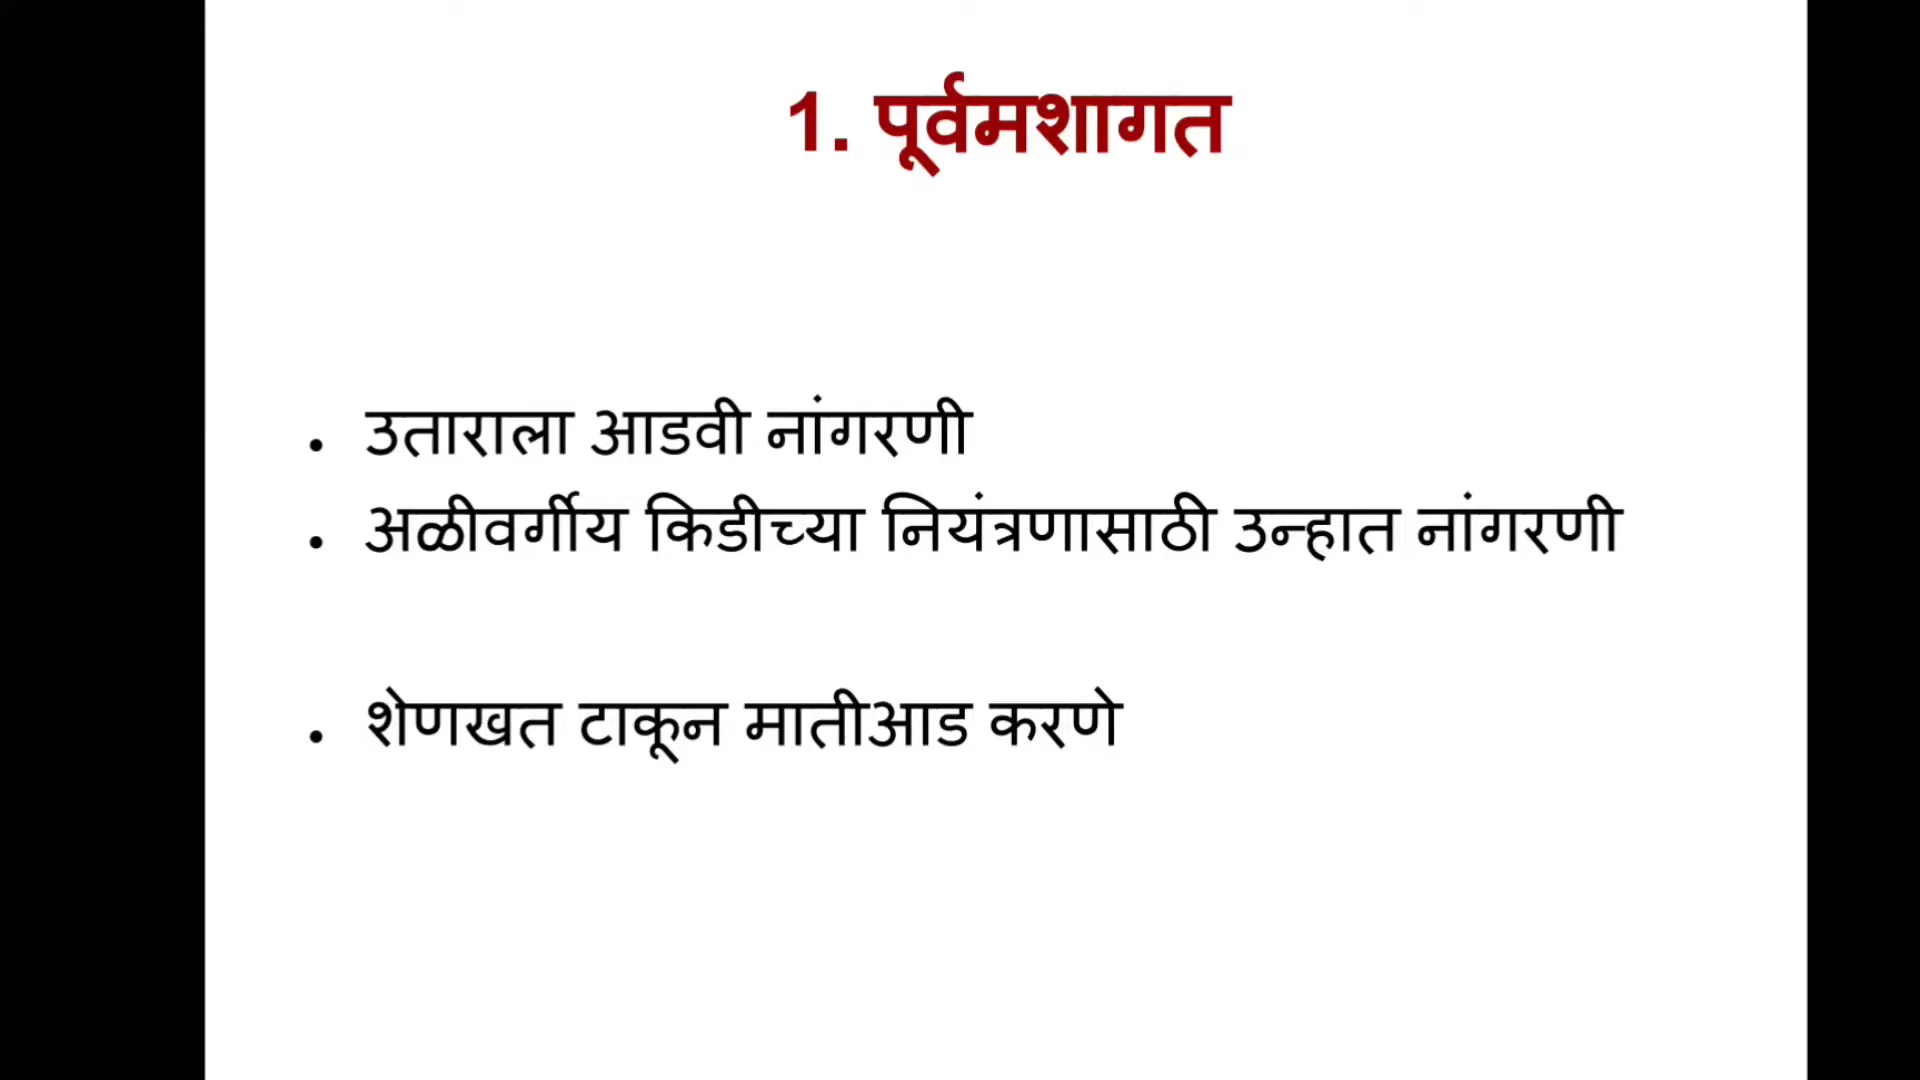 1. पूर्वमशागत
• उताराला आडवी नांगरणी
• अळीवर्गीय किडीच्या नियंत्रणासाठी उन्हात नांगरणी
• शेणखत टाकून मातीआड करणे